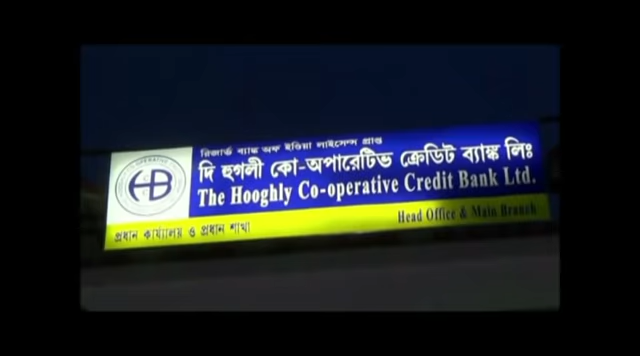 রিজার্ভ ব্যাঙ্ক অফ ইন্ডিয়া লাইসেন্স প্রাপ্ত
দি হুগলী কো-অপারেটিভ ক্রেডিট ব্যাঙ্ক লিঃ
The Hooghly Co-operative Credit Bank Ltd.
HB
Head Office & Main Branch
প্রধান কার্য্যালয় ও প্রধান শাখা